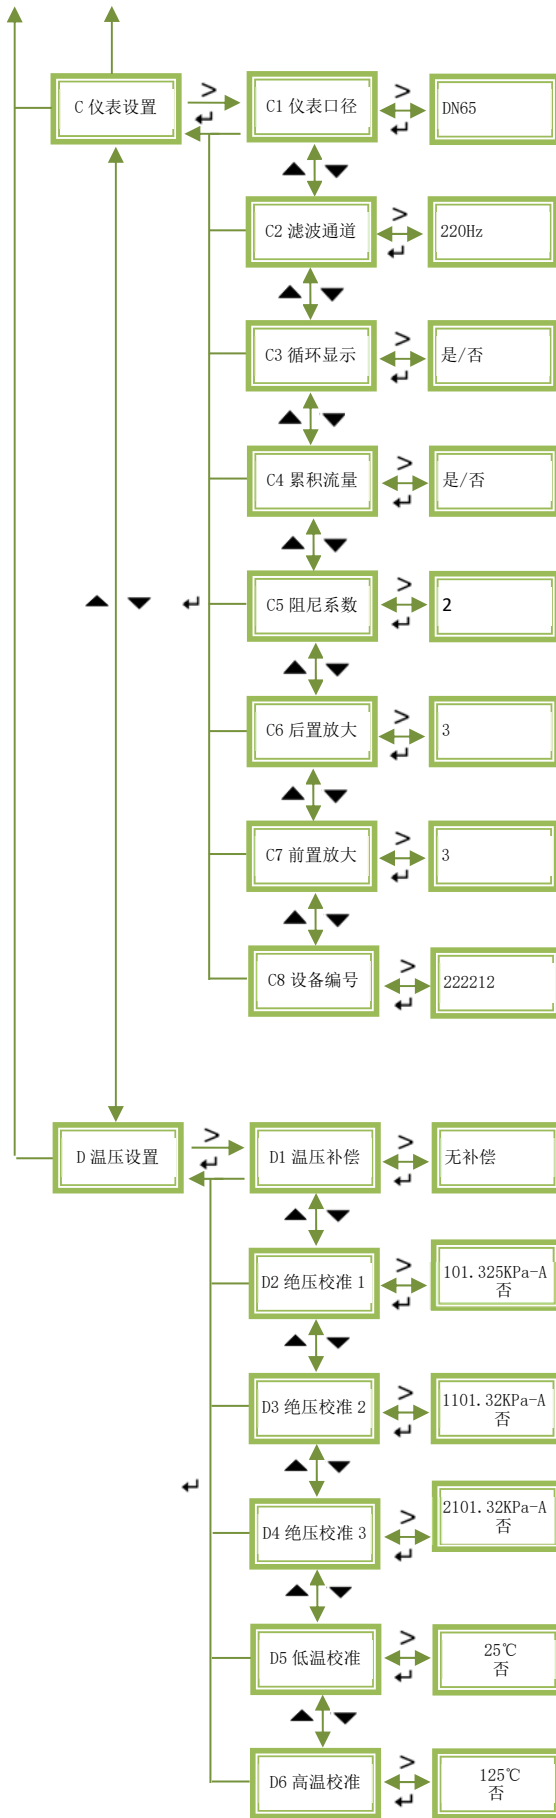 C 仪表设置
>
C1 仪表口径
>
DN65
C2 滤波通道
>
220Hz
C3 循环显示
>
是/否
C4 累积流量
>
是/否
C5 阻尼系数
>
2
C6 后置放大
>
3
C7 前置放大
>
3
C8 设备编号
>
222212
D 温压设置
>
D1 温压补偿
>
无补偿
D2 绝压校准 1
>
101.325KPa-A
否
D3 绝压校准 2
>
1101.32KPa-A
否
D4 绝压校准 3
>
2101.32KPa-A
否
D5 低温校准
>
25℃
否
D6 高温校准
>
125℃
否